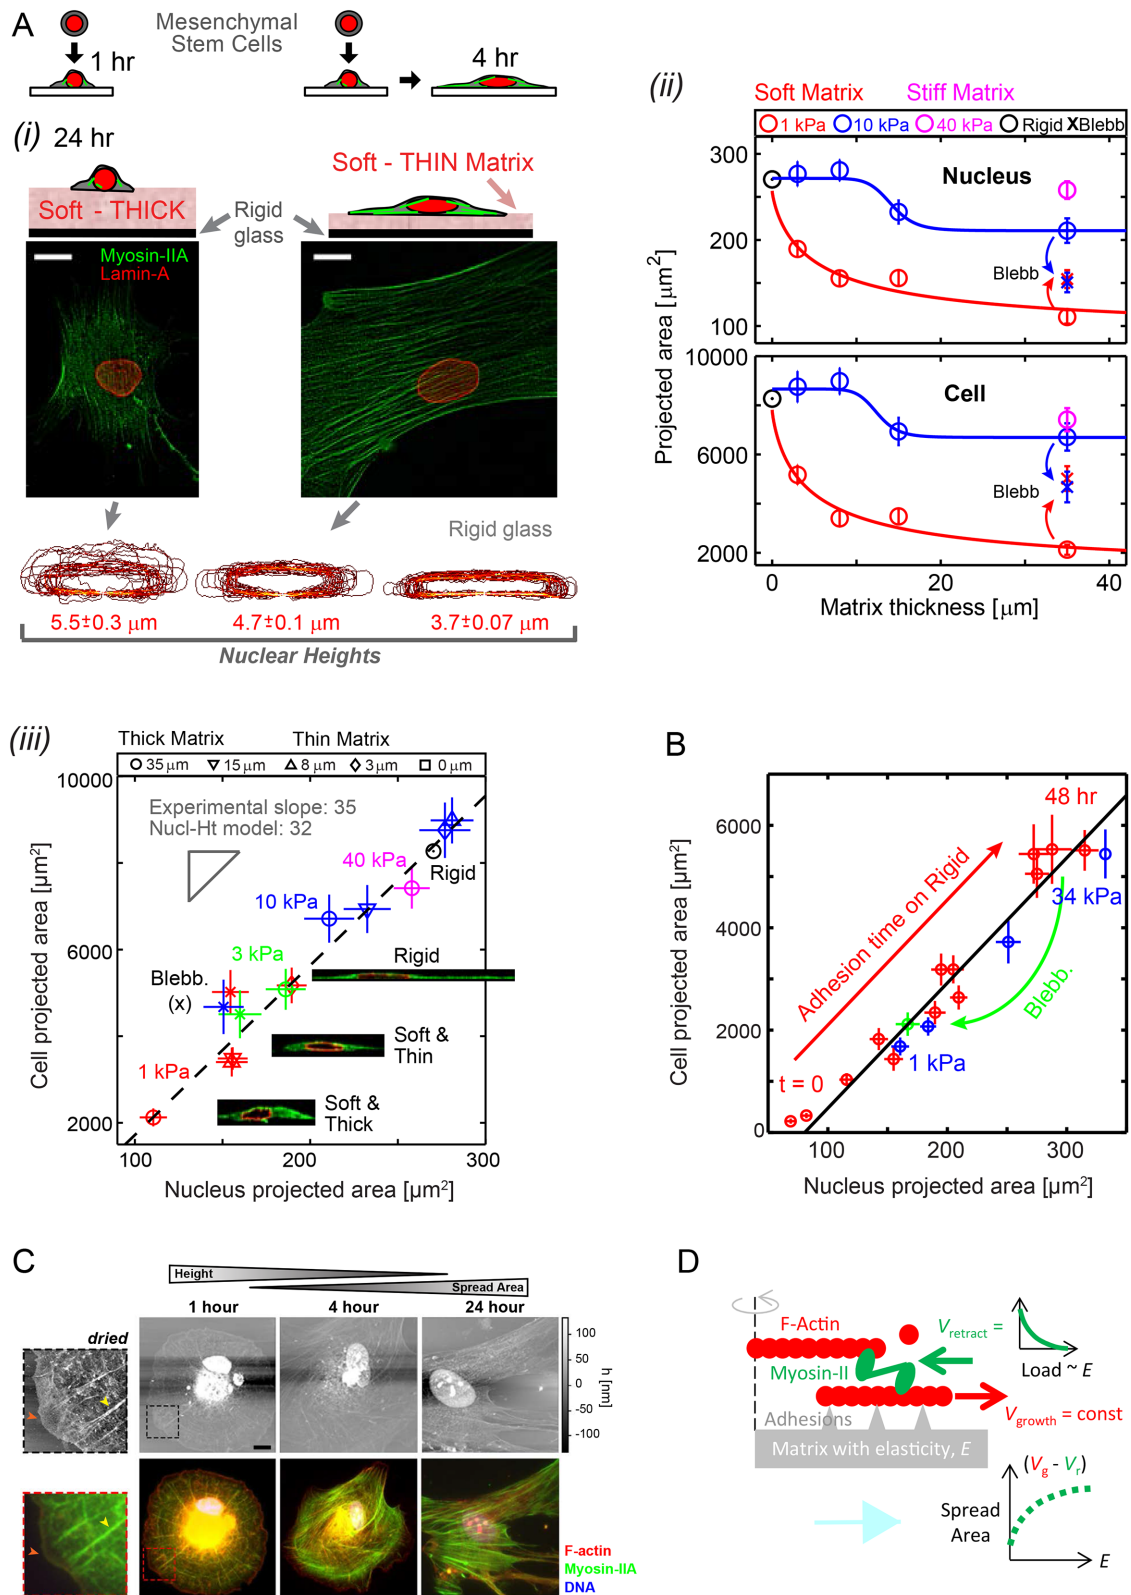 A
Mesenchymal
Stem Cells
1 hr
4 hr
(i) 24 hr
Soft - THICK
Rigid
glass
Soft - THIN Matrix
Myosin-IIA
Lamin-A
Rigid glass
5.5±0.3 µm
4.7±0.1 µm
3.7±0.07 µm
Nuclear Heights
(ii)
Soft Matrix
Stiff Matrix
1 kPa
10 kPa
40 kPa
Rigid
XBlebb
300
200
100
Nucleus
Blebb
Projected area [µm²]
10000
6000
2000
Cell
Blebb
0
20
40
Matrix thickness [µm]
(iii)
Thick Matrix
Thin Matrix
35 µm
15 µm
8 µm
3 µm
0 µm
10000
6000
2000
Cell projected area [µm²]
Experimental slope: 35
Nucl-Ht model: 32
40 kPa
Rigid
10 kPa
3 kPa
Rigid
Blebb.
(x)
Soft &
Thin
1 kPa
Soft &
Thick
100
200
300
Nucleus projected area [µm²]
B
6000
4000
2000
0
Cell projected area [µm²]
48 hr
Adhesion time on Rigid
34 kPa
Blebb.
1 kPa
t = 0
100
200
300
Nucleus projected area [µm²]
C
Height
Spread Area
1 hour
4 hour
24 hour
dried
100
50
0
-50
-100
h [nm]
F-actin
Myosin-IIA
DNA
D
F-Actin
Vretract =
Load ~ E
Myosin-II
Vgrowth = const
Adhesions
Matrix with elasticity, E
(Vg - Vr)
Spread
Area
E